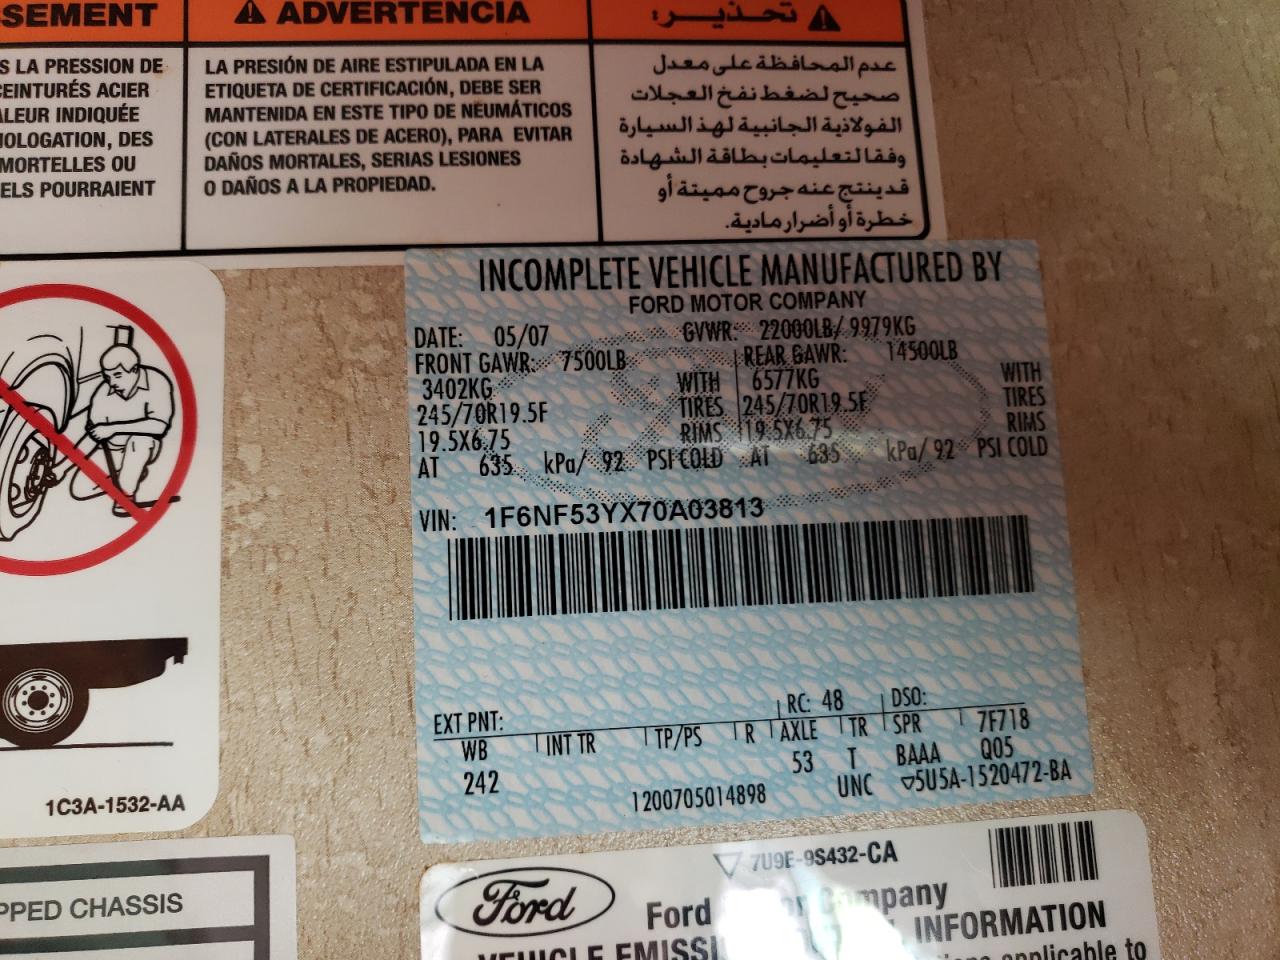 SSEMENT
S LA PRESSION DE
CEINTURÉS ACIER
LEUR INDIQUÉE
OLOGATION, DES
MORTELLES OU
ELS POURRAIENT
ADVERTENCIA
LA PRESIÓN DE AIRE ESTIPULADA EN LA
ETIQUETA DE CERTIFICACIÓN, DEBE SER
MANTENIDA EN ESTE TIPO DE NEUMÁTICOS
(CON LATERALES DE ACERO), PARA EVITAR
DAÑOS MORTALES, SERIAS LESIONES
O DAÑOS A LA PROPIEDAD.
تحذير:
عدم المحافظة على معدل
صحيح لضغط نفخ العجلات
الفولاذية الجانبية لهذ السيارة
وفقا لتعليمات بطاقة الشهادة
قد ينتج عنه جروح مميتة أو
خطرة أو أضرار مادية.
1C3A-1532-AA
PPED CHASSIS
INCOMPLETE VEHICLE MANUFACTURED BY
FORD MOTOR COMPANY
DATE: 05/07 GVWR: 22000LB/ 9979KG
FRONT GAWR: 7500LB REAR GAWR: 14500LB
3402KG WITH 6577KG WITH
245/70R19.5F TIRES 245/70R19.5F TIRES
19.5X6.75 RIMS 19.5X6.75 RIMS
AT 635 kPa/ 92 PSI COLD AT 635 kPa/ 92 PSI COLD
VIN: 1F6NF53YX70A03813
EXT PNT: RC: 48 DSO:
WB INT TR TP/PS R AXLE TR SPR 7F718
242 53 T BAAA Q05
1200705014898 UNC 5U5A-1520472-BA
7U9E-9S432-CA
Ford
Ford Company
VEHICLE EMISSI INFORMATION
applicable to